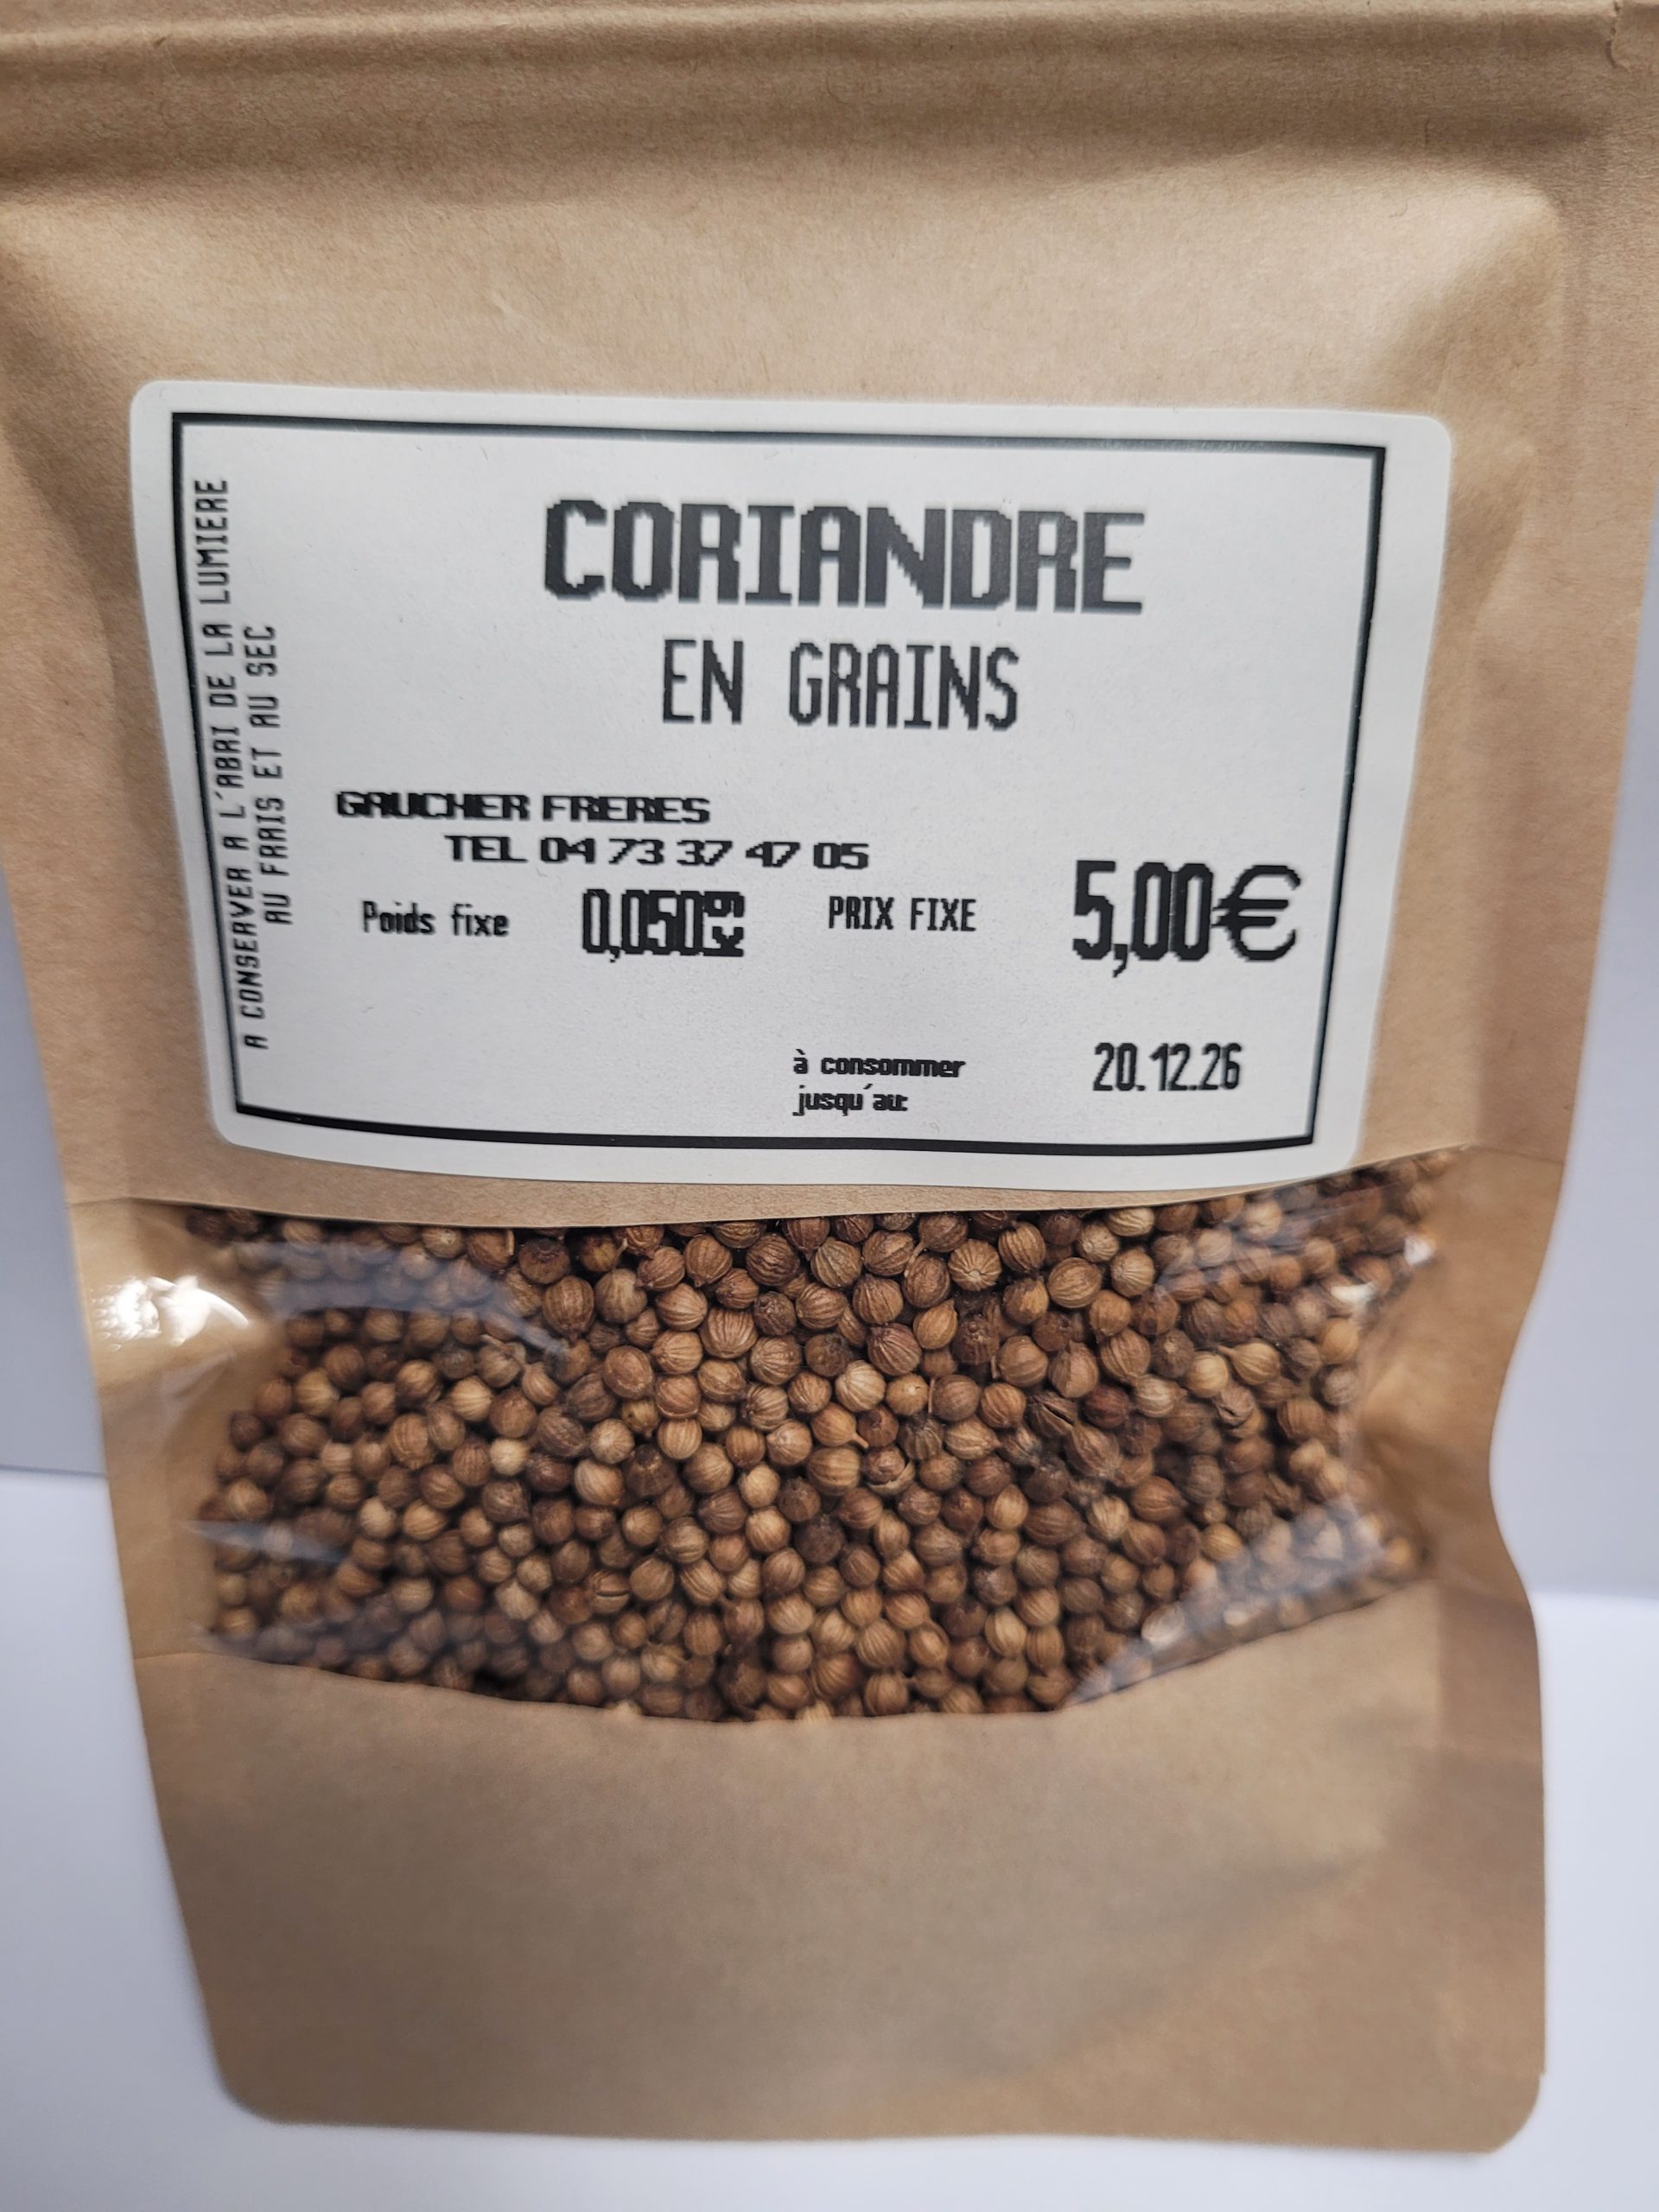 A CONSERVER A L'ABRI DE LA LUMIERE
AU FRAIS ET AU SEC
CORIANDRE
EN GRAINS
GAUCHER FRERES
TEL 04 73 37 47 05
Poids fixe 0,050kg PRIX FIXE 5,00€
à consommer
jusqu'au: 20.12.26